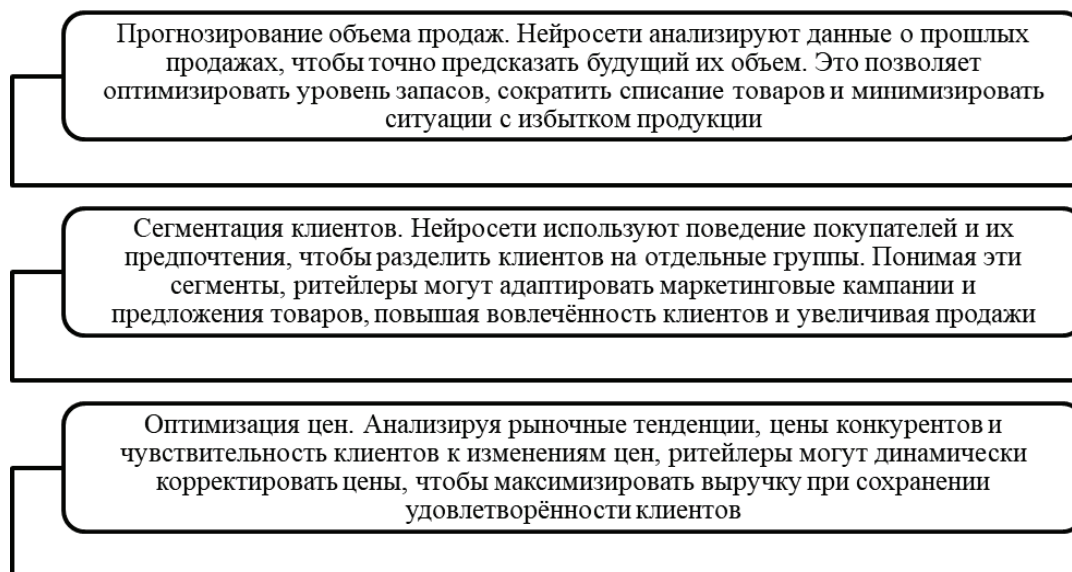 Прогнозирование объема продаж. Нейросети анализируют данные о прошлых
продажах, чтобы точно предсказать будущий их объем. Это позволяет
оптимизировать уровень запасов, сократить списание товаров и минимизировать
ситуации с избытком продукции
Сегментация клиентов. Нейросети используют поведение покупателей и их
предпочтения, чтобы разделить клиентов на отдельные группы. Понимая эти
сегменты, ритейлеры могут адаптировать маркетинговые кампании и
предложения товаров, повышая вовлечённость клиентов и увеличивая продажи
Оптимизация цен. Анализируя рыночные тенденции, цены конкурентов и
чувствительность клиентов к изменениям цен, ритейлеры могут динамически
корректировать цены, чтобы максимизировать выручку при сохранении
удовлетворённости клиентов